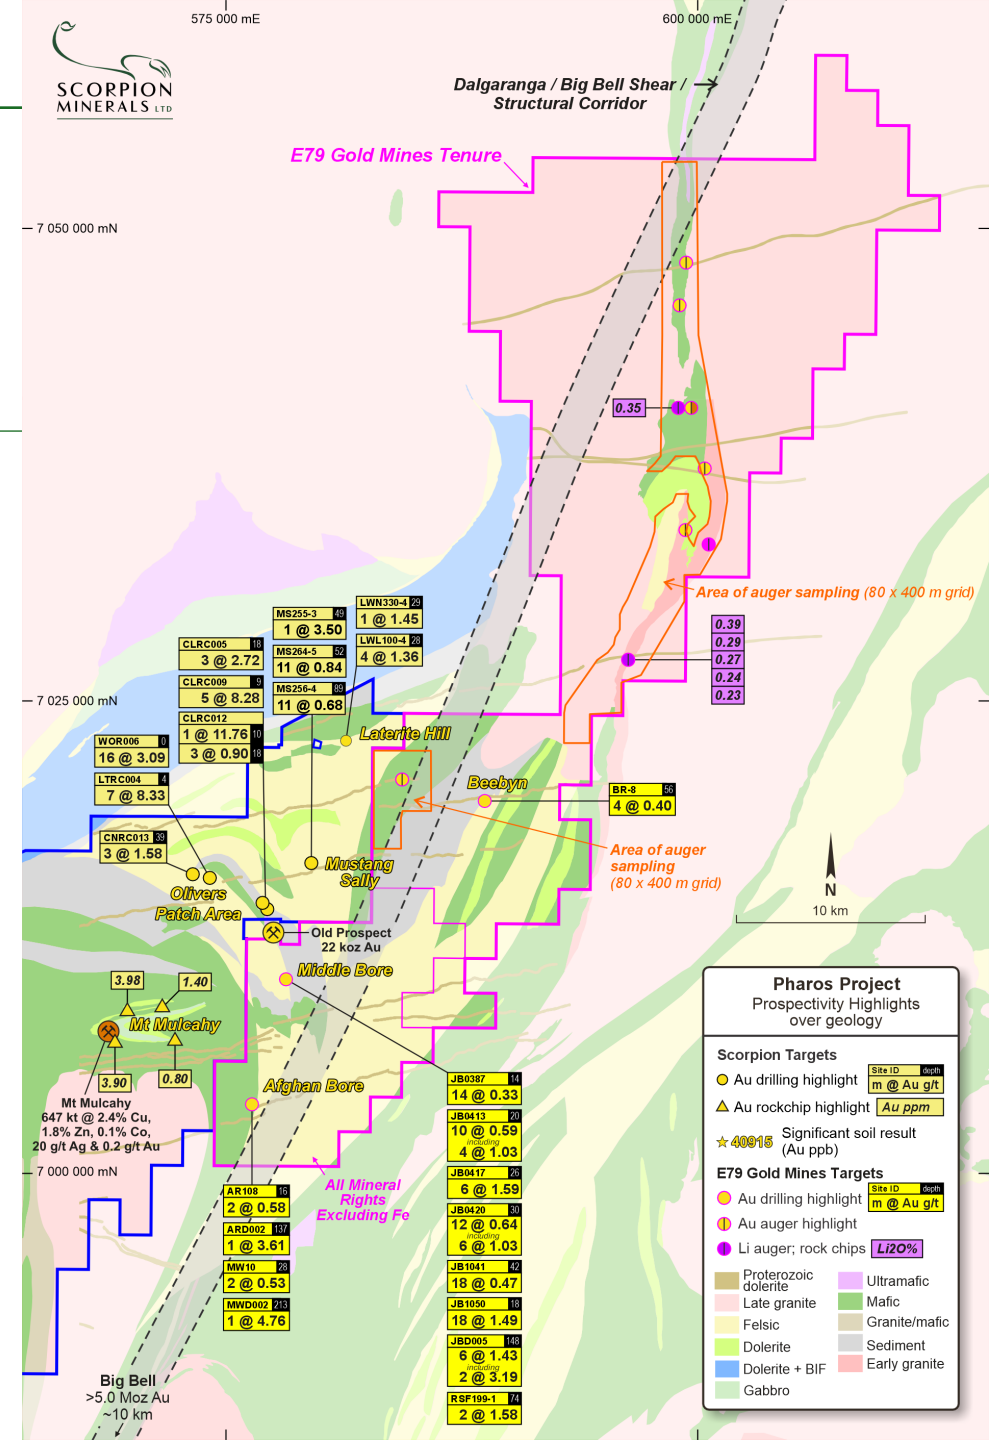 575 000 mE
600 000 mE
SCORPION
MINERALS LTD
Dalgaranga / Big Bell Shear /
Structural Corridor
E79 Gold Mines Tenure
7 050 000 mN
0.35
Area of auger sampling (80 x 400 m grid)
0.39
0.29
0.27
0.24
0.23
LWN330-4 29
1 @ 1.45
MS255-3 49
1 @ 3.50
LWL100-4 28
4 @ 1.36
CLRC005 18
3 @ 2.72
MS264-5 52
11 @ 0.84
CLRC009 9
5 @ 8.28
MS256-4 89
11 @ 0.68
7 025 000 mN
CLRC012
1 @ 11.76 10
3 @ 0.90 18
WOR006 0
16 @ 3.09
LTRC004 4
7 @ 8.33
CNRC013 39
3 @ 1.58
Laterite Hill
Beebyn
BR-8 56
4 @ 0.40
Area of auger
sampling
(80 x 400 m grid)
Mustang
Sally
Olivers
Patch Area
Old Prospect
22 koz Au
Middle Bore
N
10 km
3.98
1.40
Mt Mulcahy
3.90
0.80
Mt Mulcahy
647 kt @ 2.4% Cu,
1.8% Zn, 0.1% Co,
20 g/t Ag & 0.2 g/t Au
Afghan Bore
7 000 000 mN
All Mineral
Rights
Excluding Fe
AR108 16
2 @ 0.58
ARD002 137
1 @ 3.61
MW10 28
2 @ 0.53
MWD002 213
1 @ 4.76
JB0387 14
14 @ 0.33
JB0413 20
10 @ 0.59
including
4 @ 1.03
JB0417 26
6 @ 1.59
JB0420 30
12 @ 0.64
including
6 @ 1.03
JB1041 42
18 @ 0.47
JB1050 18
18 @ 1.49
JBD005 148
6 @ 1.43
including
2 @ 3.19
RSF199-1 74
2 @ 1.58
Big Bell
>5.0 Moz Au
~10 km
Pharos Project
Prospectivity Highlights
over geology
Scorpion Targets
Au drilling highlight
Site ID depth
m @ Au g/t
Au rockchip highlight
Au ppm
40915
Significant soil result
(Au ppb)
E79 Gold Mines Targets
Au drilling highlight
Site ID depth
m @ Au g/t
Au auger highlight
Li auger; rock chips
Li2O%
Proterozoic
dolerite
Late granite
Felsic
Dolerite
Dolerite + BIF
Gabbro
Ultramafic
Mafic
Granite/mafic
Sediment
Early granite